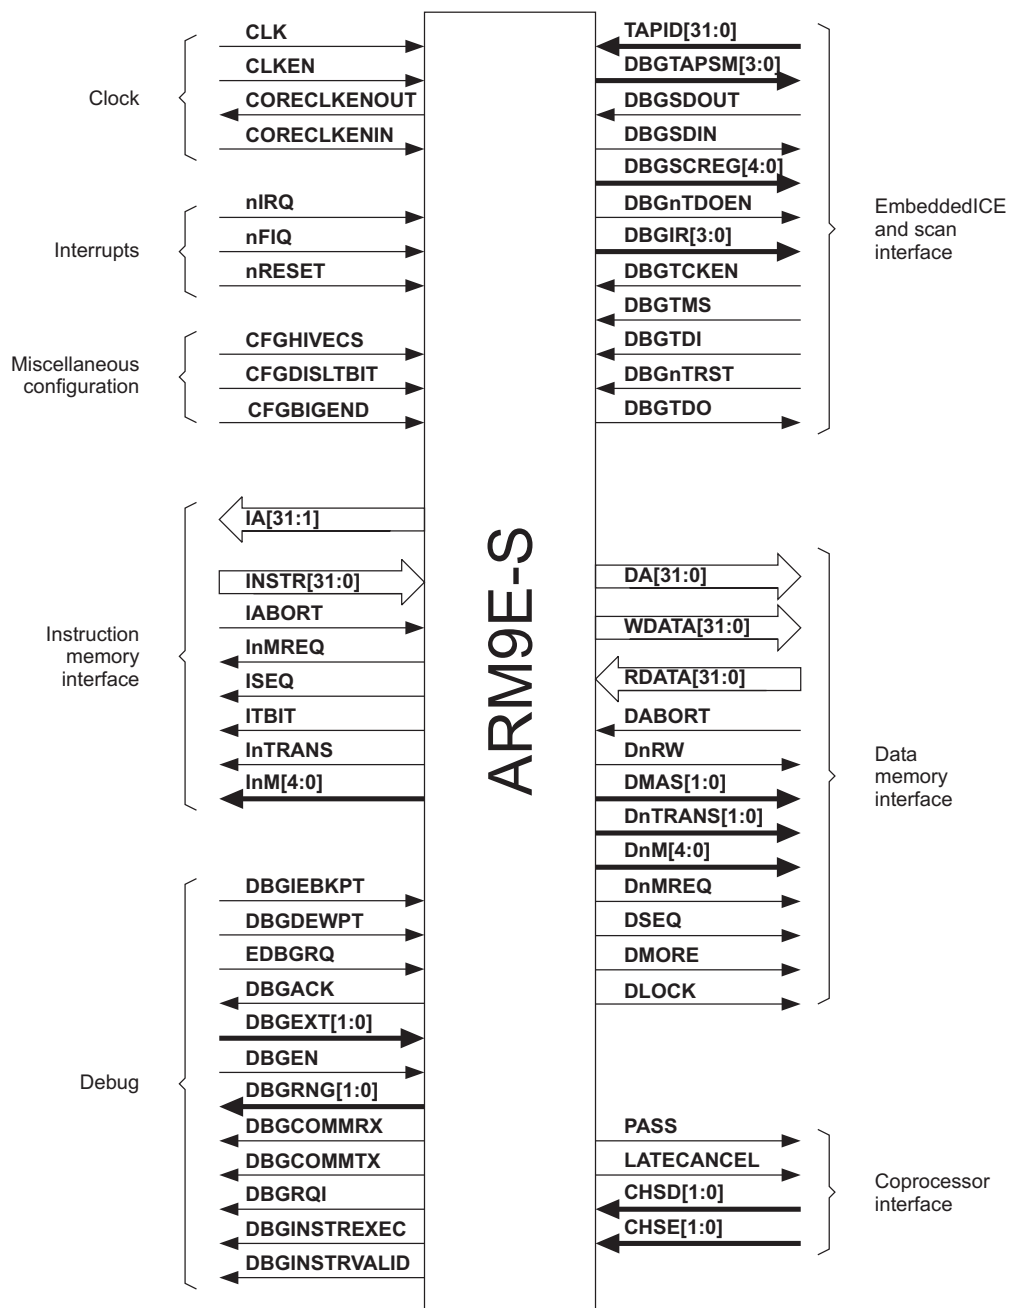 CLK
CLKEN
CORECLKENOUT
CORECLKENIN
Clock
nIRQ
nFIQ
nRESET
Interrupts
CFGHIVECS
CFGDISLTBIT
CFGBIGEND
Miscellaneous
configuration
IA[31:1]
INSTR[31:0]
IABORT
InMREQ
ISEQ
ITBIT
InTRANS
InM[4:0]
Instruction
memory
interface
DBGIEBKPT
DBGDEWPT
EDBGRQ
DBGACK
DBGEXT[1:0]
DBGEN
DBGRNG[1:0]
DBGCOMMRX
DBGCOMMTX
DBGRQI
DBGINSTREXEC
DBGINSTRVALID
Debug
ARM9E-S
TAPID[31:0]
DBGTAPSM[3:0]
DBGSDOUT
DBGSDIN
DBGSCREG[4:0]
DBGnTDOEN
DBGIR[3:0]
DBGTCKEN
DBGTMS
DBGTDI
DBGnTRST
DBGTDO
EmbeddedICE
and scan
interface
DA[31:0]
WDATA[31:0]
RDATA[31:0]
DABORT
DnRW
DMAS[1:0]
DnTRANS[1:0]
DnM[4:0]
DnMREQ
DSEQ
DMORE
DLOCK
Data
memory
interface
PASS
LATECANCEL
CHSD[1:0]
CHSE[1:0]
Coprocessor
interface